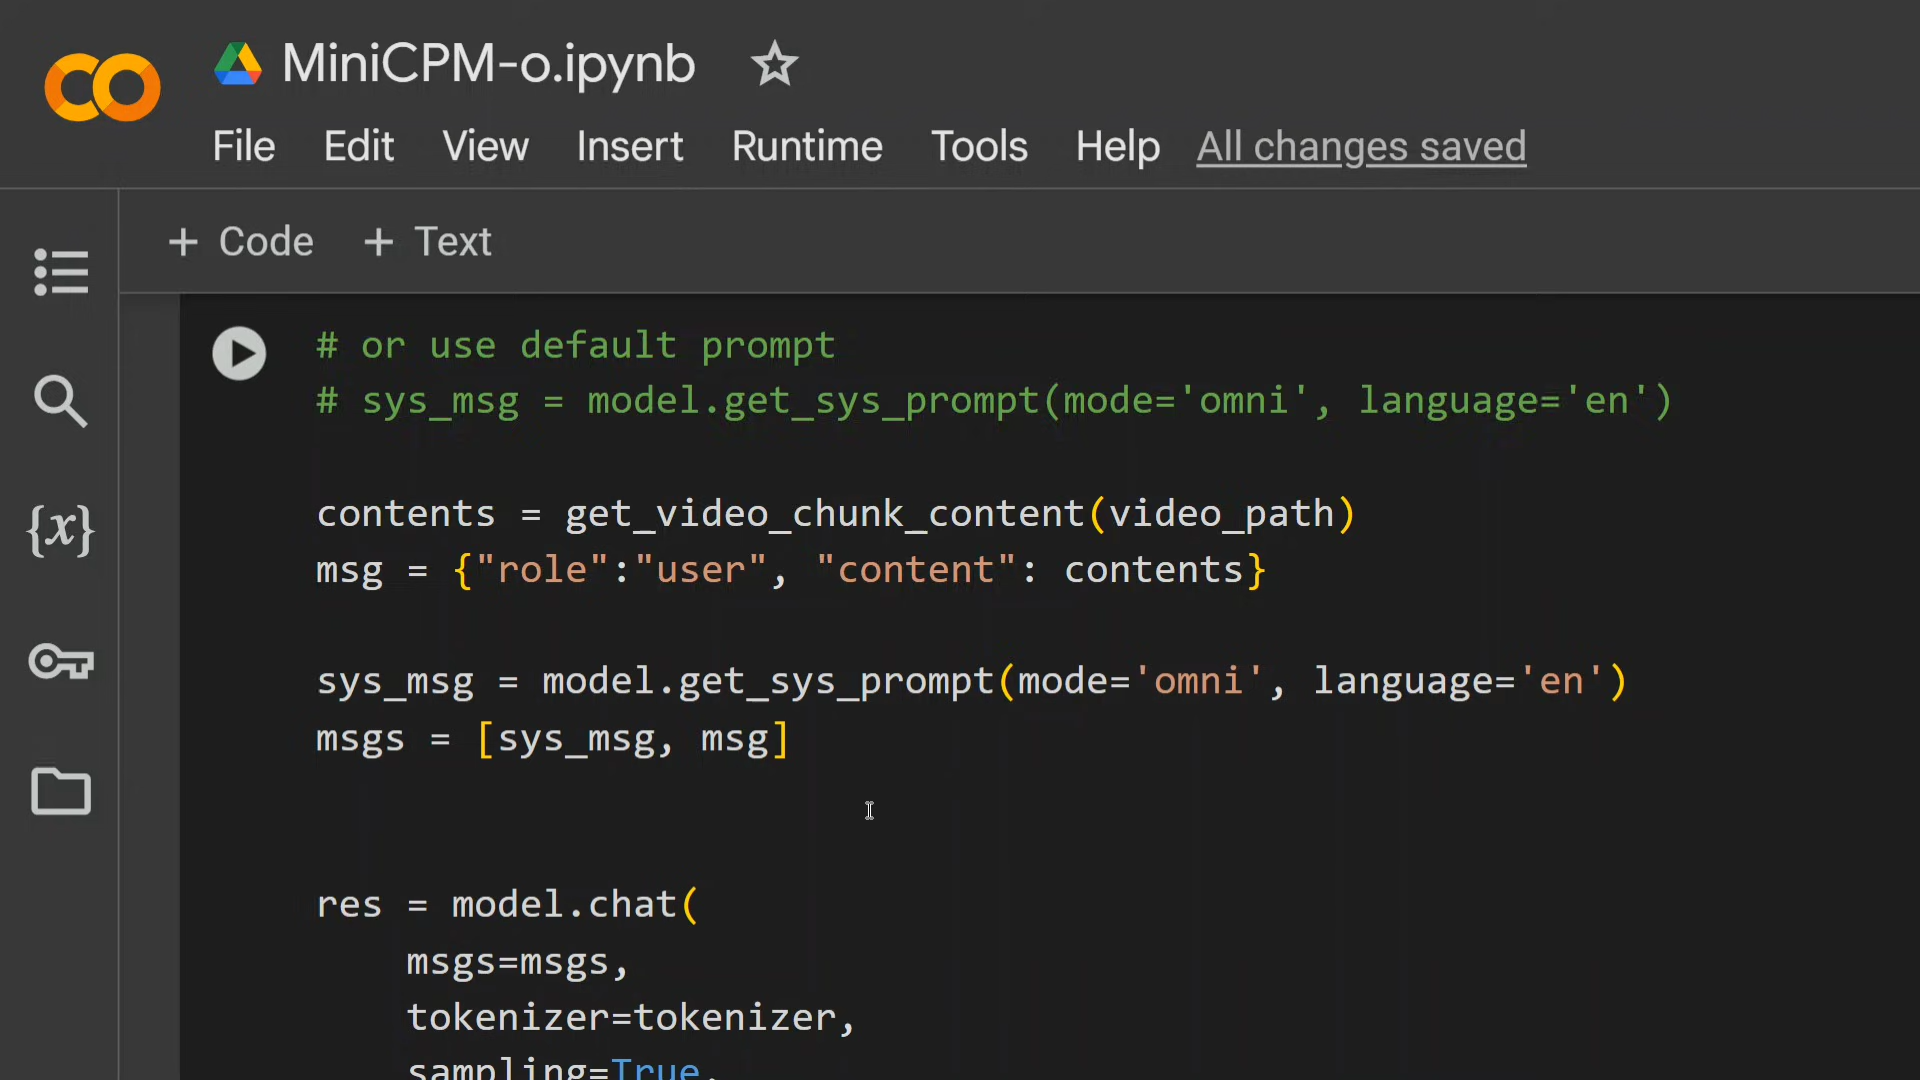 MiniCPM-o.ipynb
File Edit View Insert Runtime Tools Help All changes saved
+ Code + Text
# or use default prompt
# sys_msg = model.get_sys_prompt(mode='omni', language='en')
contents = get_video_chunk_content(video_path)
msg = {"role":"user", "content": contents}
sys_msg = model.get_sys_prompt(mode='omni', language='en')
msgs = [sys_msg, msg]
res = model.chat(
    msgs=msgs,
    tokenizer=tokenizer,
    sampling=True,